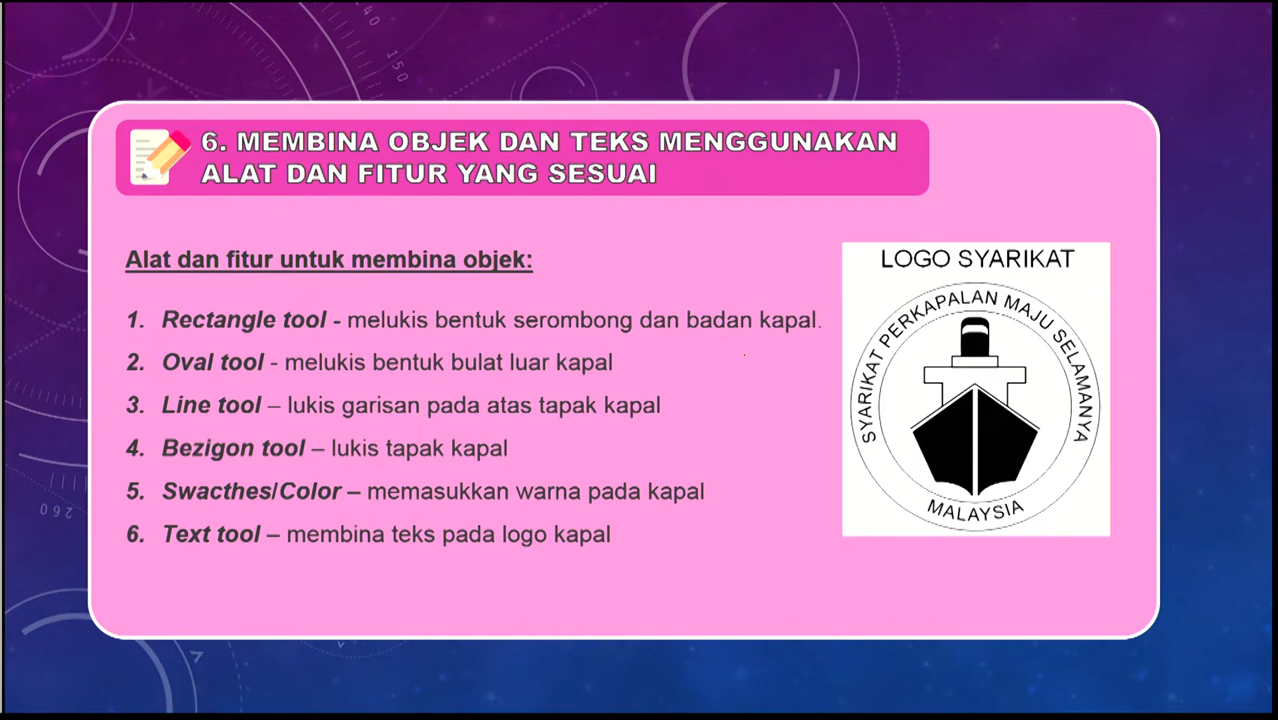 6. MEMBINA OBJEK DAN TEKS MENGGUNAKAN
ALAT DAN FITUR YANG SESUAI
Alat dan fitur untuk membina objek:
1. Rectangle tool - melukis bentuk serombong dan badan kapal.
2. Oval tool - melukis bentuk bulat luar kapal
3. Line tool – lukis garisan pada atas tapak kapal
4. Bezigon tool – lukis tapak kapal
5. Swacthes/Color – memasukkan warna pada kapal
6. Text tool – membina teks pada logo kapal
LOGO SYARIKAT
SYARIKAT PERKAPALAN MAJU SELAMANYA
MALAYSIA
140
150
260